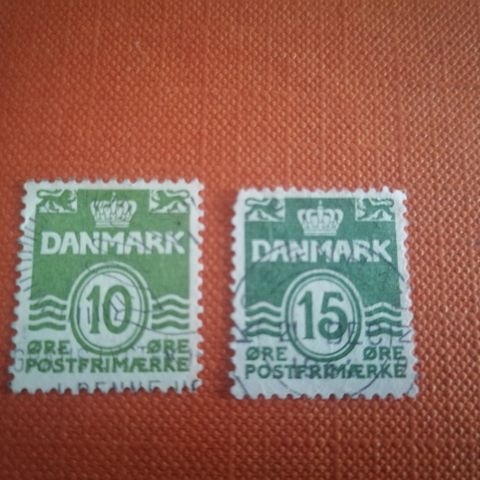 DANMARK
10
ØRE ØRE
POSTFRIMÆRKE
DANMARK
15
ØRE ØRE
POSTFRIMÆRKE